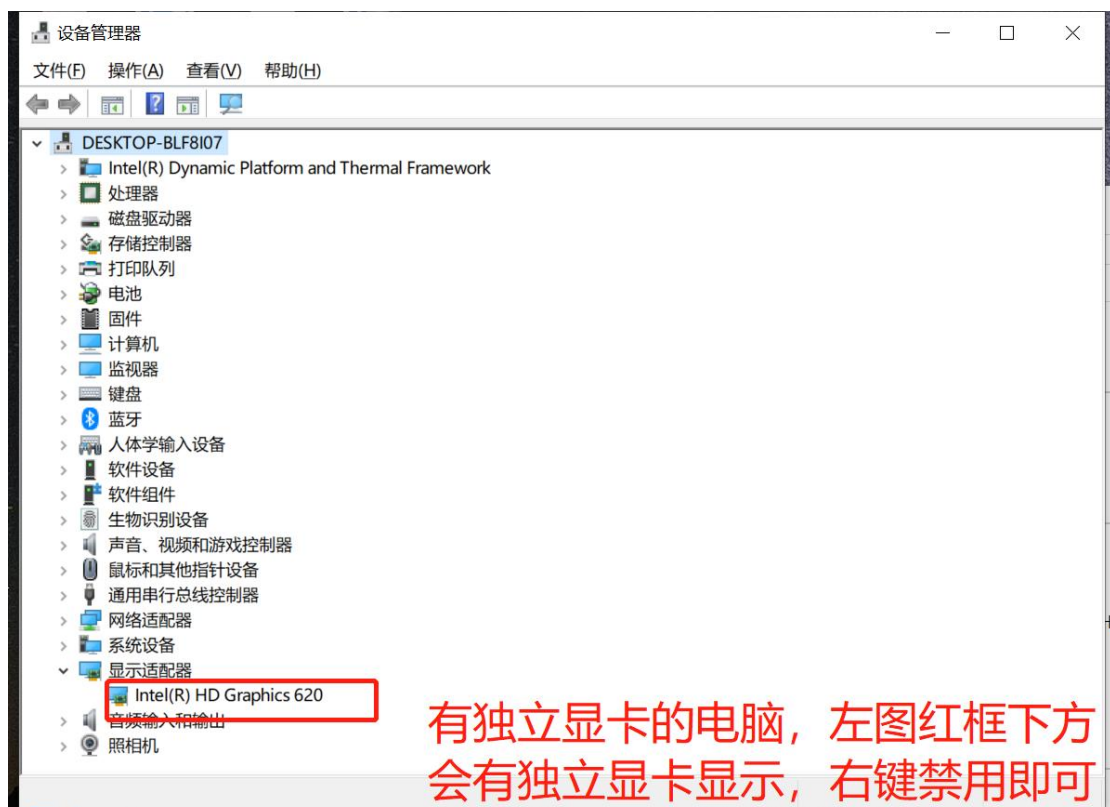 设备管理器
文件(F) 操作(A) 查看(V) 帮助(H)
DESKTOP-BLF8I07
Intel(R) Dynamic Platform and Thermal Framework
处理器
磁盘驱动器
存储控制器
打印队列
电池
固件
计算机
监视器
键盘
蓝牙
人体学输入设备
软件设备
软件组件
生物识别设备
声音、视频和游戏控制器
鼠标和其他指针设备
通用串行总线控制器
网络适配器
系统设备
显示适配器
Intel(R) HD Graphics 620
音频输入和输出
照相机
有独立显卡的电脑，左图红框下方
会有独立显卡显示，右键禁用即可